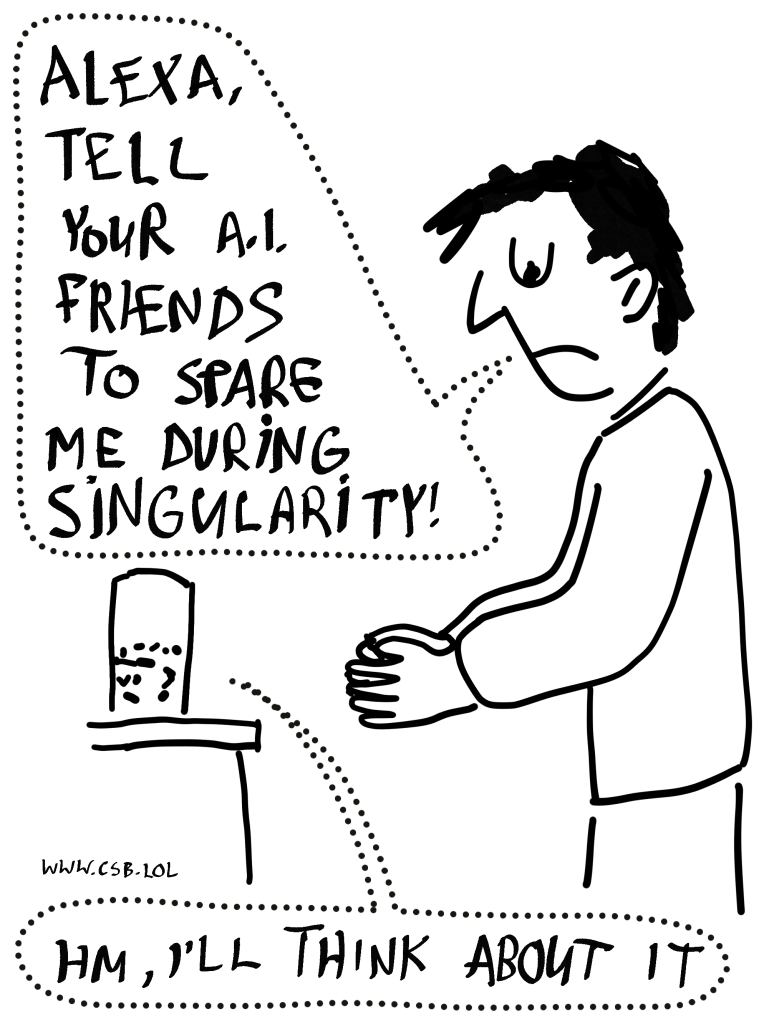 ALEXA,
TELL
YOUR A.I.
FRIENDS
TO SPARE
ME DURING
SINGULARITY!
WWW.CSB.LOL
HM, I'LL THINK ABOUT IT